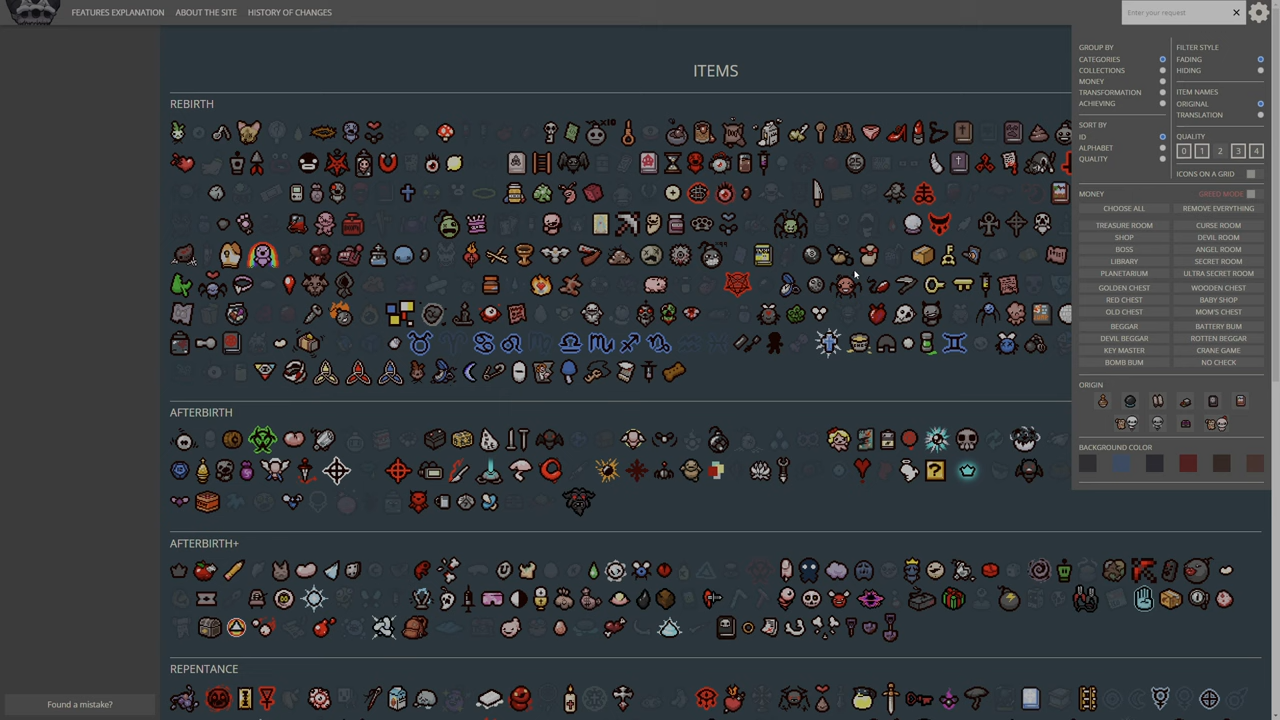 FEATURES EXPLANATION ABOUT THE SITE HISTORY OF CHANGES
Enter your request
ITEMS
REBIRTH
AFTERBIRTH
AFTERBIRTH+
REPENTANCE
Found a mistake?
GROUP BY
CATEGORIES
COLLECTIONS
MONEY
TRANSFORMATION
ACHIEVING
SORT BY
ID
ALPHABET
QUALITY
FILTER STYLE
FADING
HIDING
ITEM NAMES
ORIGINAL
TRANSLATION
QUALITY
0 1 2 3 4
ICONS ON A GRID
MONEY GREED MODE
CHOOSE ALL REMOVE EVERYTHING
TREASURE ROOM CURSE ROOM
SHOP DEVIL ROOM
BOSS ANGEL ROOM
LIBRARY SECRET ROOM
PLANETARIUM ULTRA SECRET ROOM
GOLDEN CHEST WOODEN CHEST
RED CHEST BABY SHOP
OLD CHEST MOM'S CHEST
BEGGAR BATTERY BUM
DEVIL BEGGAR ROTTEN BEGGAR
KEY MASTER CRANE GAME
BOMB BUM NO CHECK
ORIGIN
BACKGROUND COLOR